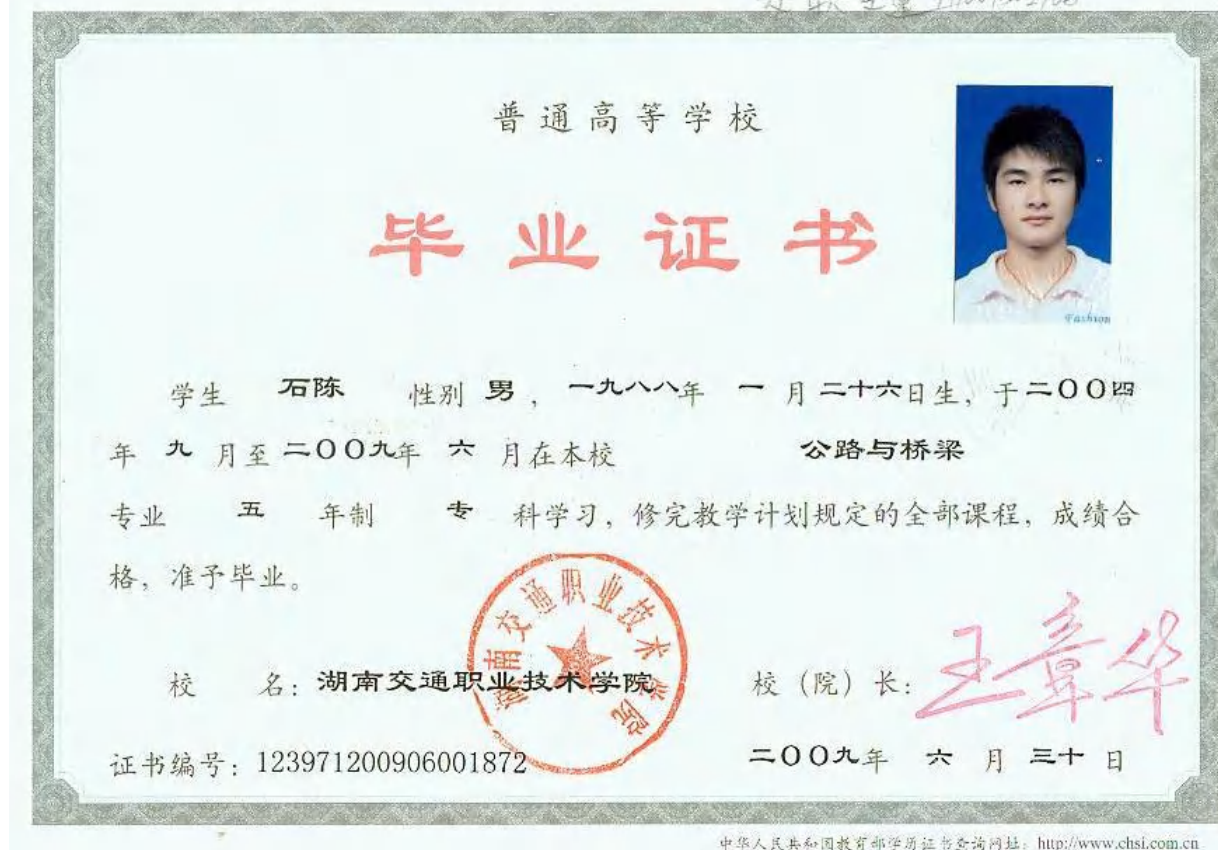 普通高等学校
毕业证书
Fashion
学生 石陈 性别 男，一九八八年 一 月 二十六日生，于二〇〇四
年 九 月至 二〇〇九年 六 月在本校 公路与桥梁
专业 五 年制 专 科学习，修完教学计划规定的全部课程，成绩合
格，准予毕业。
湖南交通职业技术学院
校 名：湖南交通职业技术学院 校（院）长：王章华
证书编号：123971200906001872 二〇〇九年 六 月 三十 日
中华人民共和国教育部学历证书查询网址：http://www.chsi.com.cn